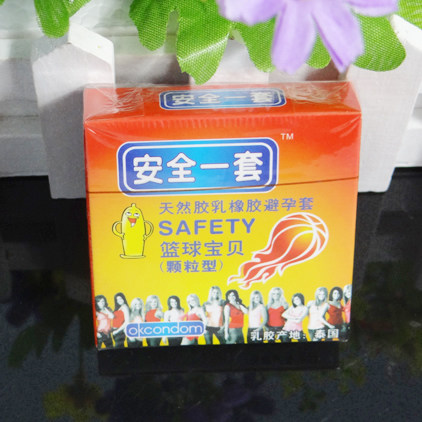 安全一套
安全一套
TM
天然胶乳橡胶避孕套
SAFETY
篮球宝贝
(颗粒型)
okcondom
乳胶产地:泰国